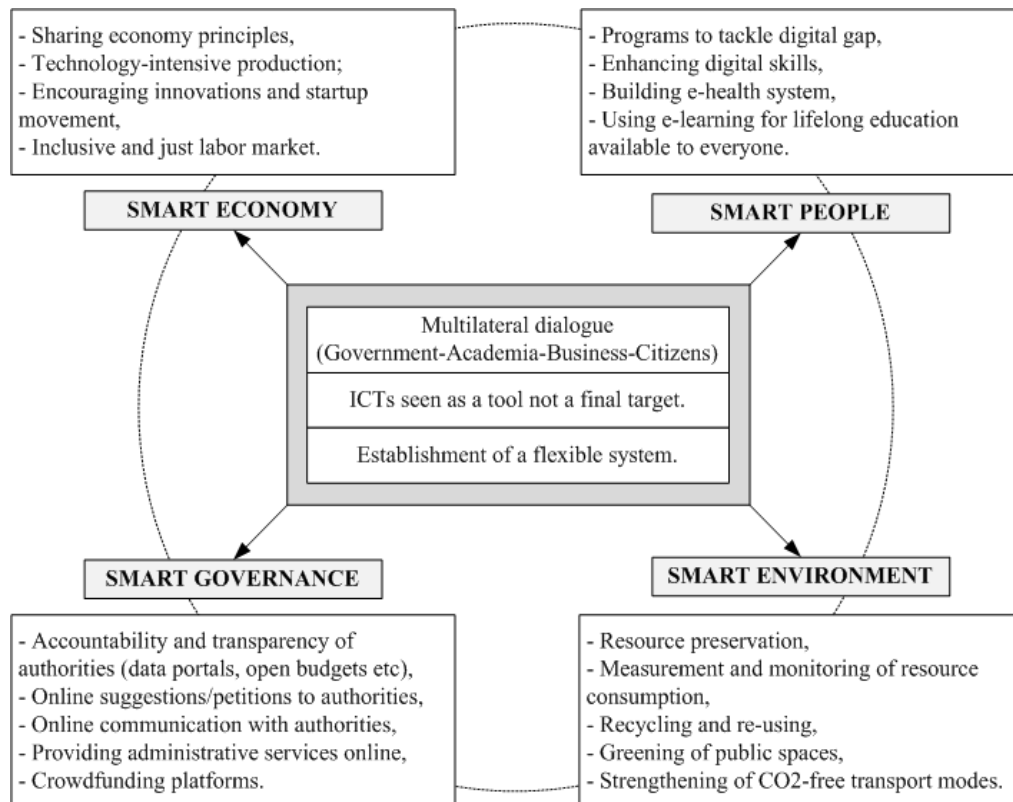 - Sharing economy principles,
- Technology-intensive production;
- Encouraging innovations and startup
movement,
- Inclusive and just labor market.
SMART ECONOMY
- Programs to tackle digital gap,
- Enhancing digital skills,
- Building e-health system,
- Using e-learning for lifelong education
available to everyone.
SMART PEOPLE
Multilateral dialogue
(Government-Academia-Business-Citizens)
ICTs seen as a tool not a final target.
Establishment of a flexible system.
SMART GOVERNANCE
- Accountability and transparency of
authorities (data portals, open budgets etc),
- Online suggestions/petitions to authorities,
- Online communication with authorities,
- Providing administrative services online,
- Crowdfunding platforms.
SMART ENVIRONMENT
- Resource preservation,
- Measurement and monitoring of resource
consumption,
- Recycling and re-using,
- Greening of public spaces,
- Strengthening of CO2-free transport modes.